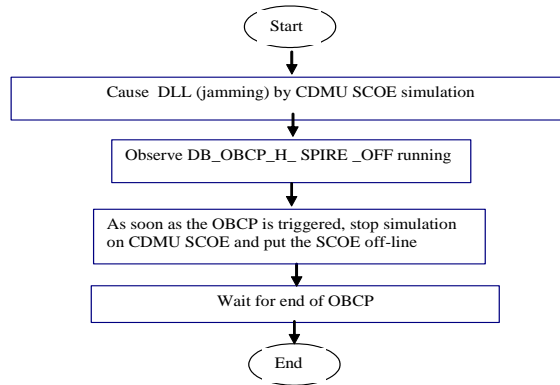 Start
Cause DLL (jamming) by CDMU SCOE simulation
Observe DB_OBCP_H_ SPIRE _OFF running
As soon as the OBCP is triggered, stop simulation
on CDMU SCOE and put the SCOE off-line
Wait for end of OBCP
End